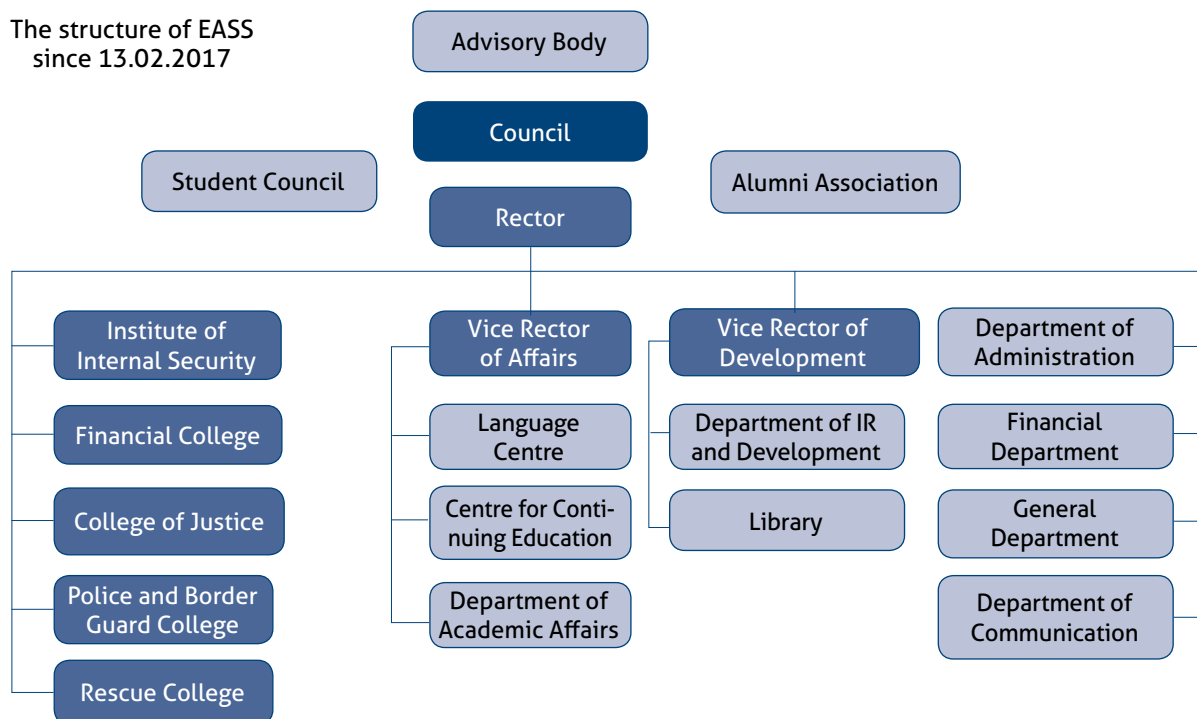 The structure of EASS
since 13.02.2017
Advisory Body
Council
Student Council
Alumni Association
Rector
Institute of
Internal Security
Financial College
College of Justice
Police and Border
Guard College
Rescue College
Vice Rector
of Affairs
Language
Centre
Centre for Conti-
nuing Education
Department of
Academic Affairs
Vice Rector of
Development
Department of IR
and Development
Library
Department of
Administration
Financial
Department
General
Department
Department of
Communication